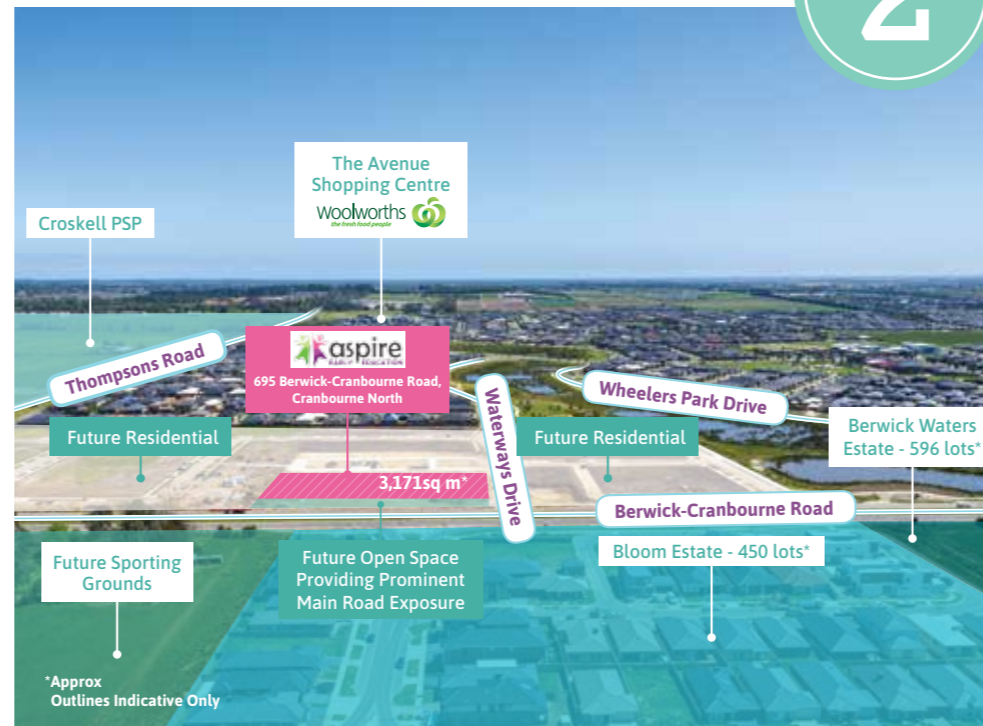 2
The Avenue
Shopping Centre
Woolworths
the fresh food people
Croskell PSP
aspire
EARLY EDUCATION
695 Berwick-Cranbourne Road,
Cranbourne North
Thompsons Road
Wheelers Park Drive
Waterways Drive
Berwick Waters
Estate - 596 lots*
Future Residential
Future Residential
3,171sq m*
Berwick-Cranbourne Road
Future Sporting
Grounds
Future Open Space
Providing Prominent
Main Road Exposure
Bloom Estate - 450 lots*
*Approx
Outlines Indicative Only